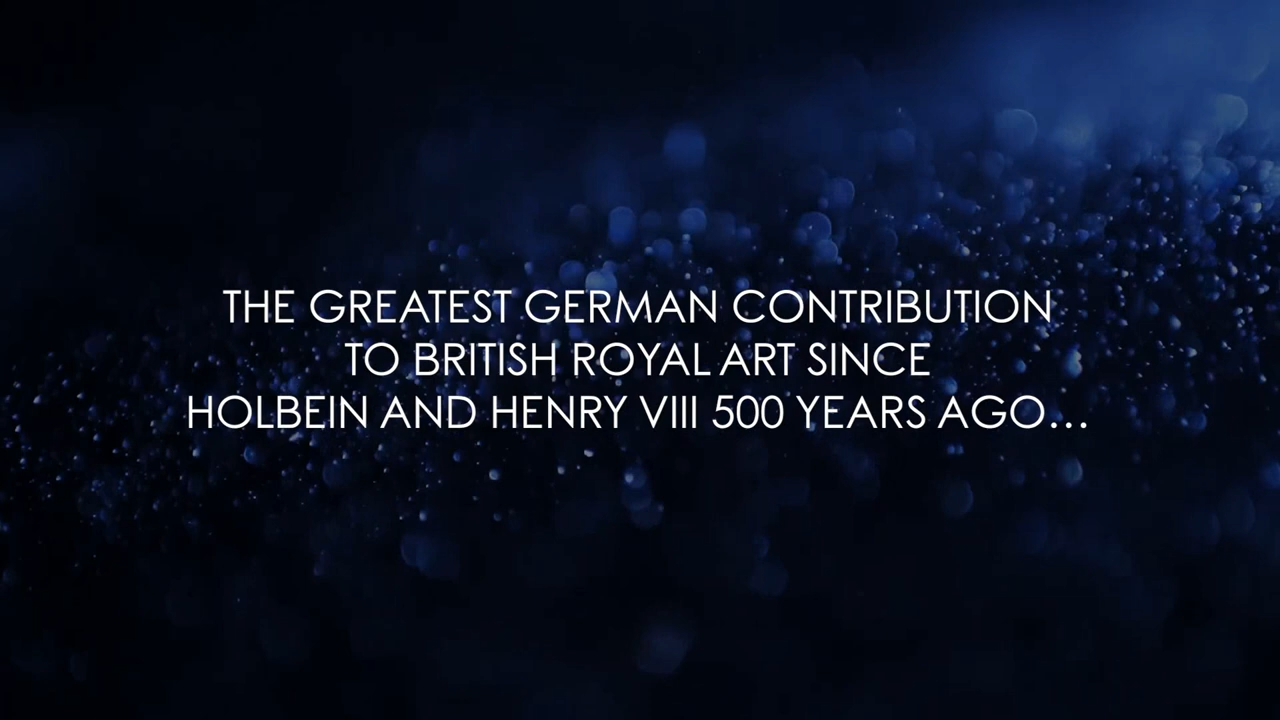 THE GREATEST GERMAN CONTRIBUTION
TO BRITISH ROYAL ART SINCE
HOLBEIN AND HENRY VIII 500 YEARS AGO...